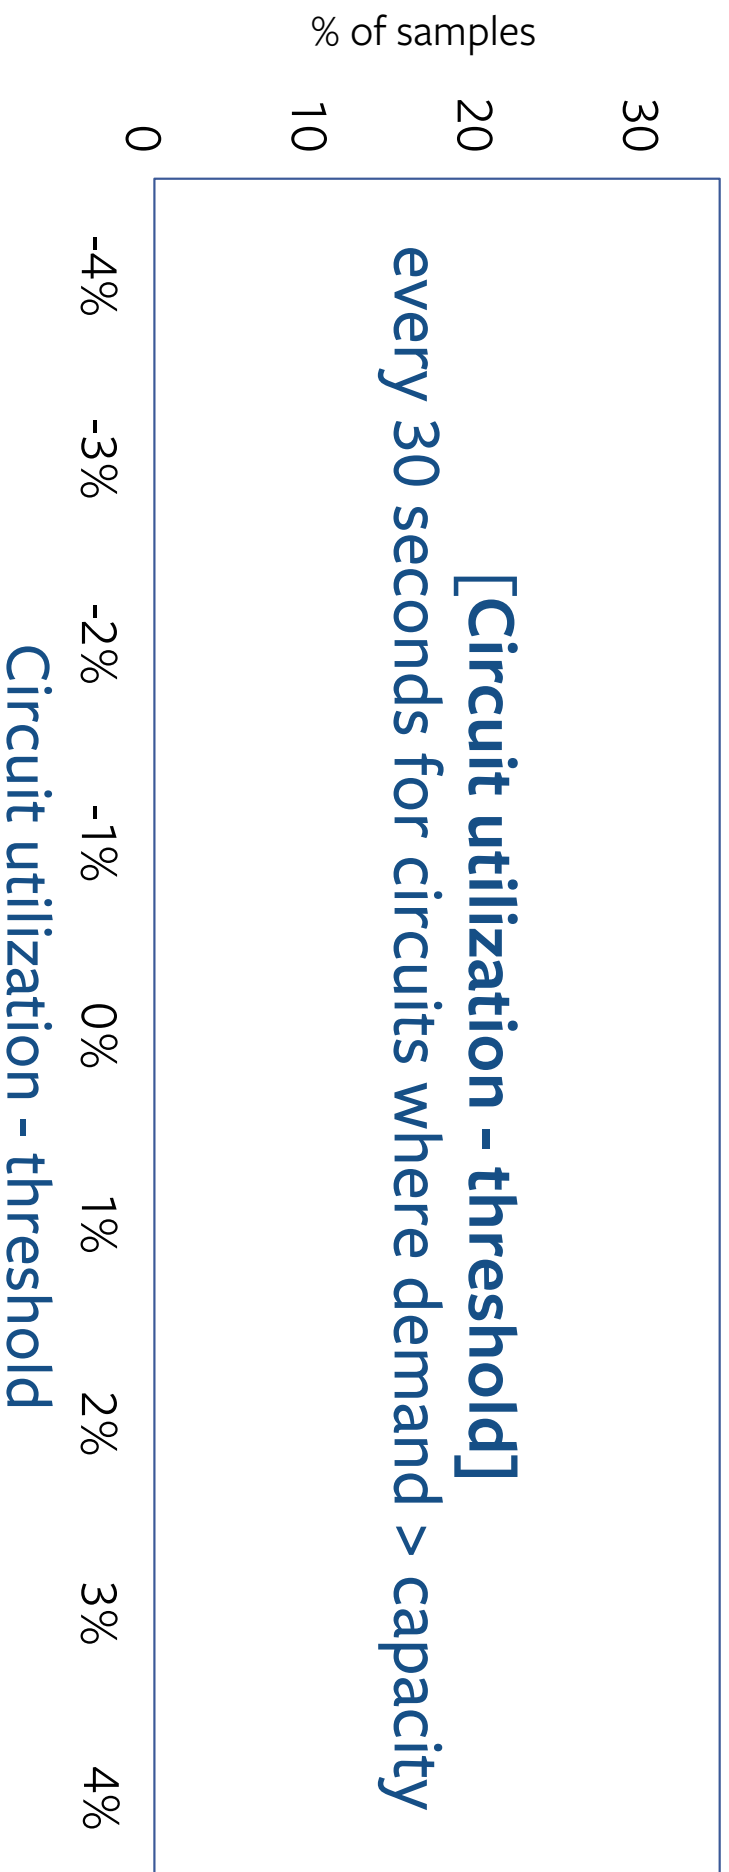 % of samples
30
20
10
0
[Circuit utilization - threshold]
every 30 seconds for circuits where demand > capacity
-4% -3% -2% -1% 0% 1% 2% 3% 4%
Circuit utilization - threshold